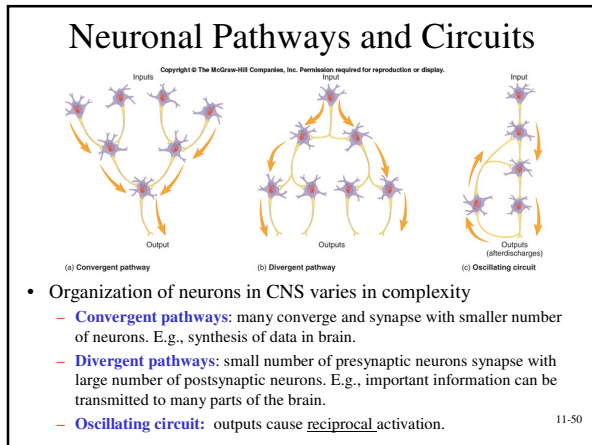 Neuronal Pathways and Circuits
Copyright © The McGraw-Hill Companies, Inc. Permission required for reproduction or display.
Inputs
Input
Input
Output
Outputs
Outputs
(afterdischarges)
(a) Convergent pathway
(b) Divergent pathway
(c) Oscillating circuit
• Organization of neurons in CNS varies in complexity
– Convergent pathways: many converge and synapse with smaller number
of neurons. E.g., synthesis of data in brain.
– Divergent pathways: small number of presynaptic neurons synapse with
large number of postsynaptic neurons. E.g., important information can be
transmitted to many parts of the brain.
– Oscillating circuit: outputs cause reciprocal activation.
11-50